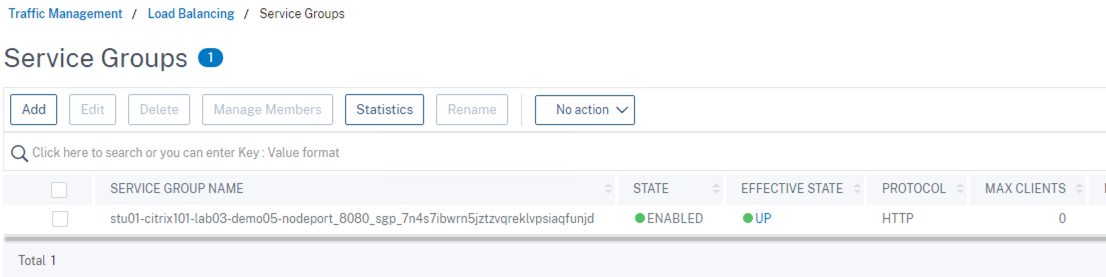 Traffic Management / Load Balancing / Service Groups
Service Groups 1
Add Edit Delete Manage Members Statistics Rename No action
Click here to search or you can enter Key : Value format
SERVICE GROUP NAME STATE EFFECTIVE STATE PROTOCOL MAX CLIENTS
stu01-citrix101-lab03-demo05-nodeport_8080_sgp_7n4s7ibwrn5jztzvqreklvpsiaqfunjd ENABLED UP HTTP 0
Total 1